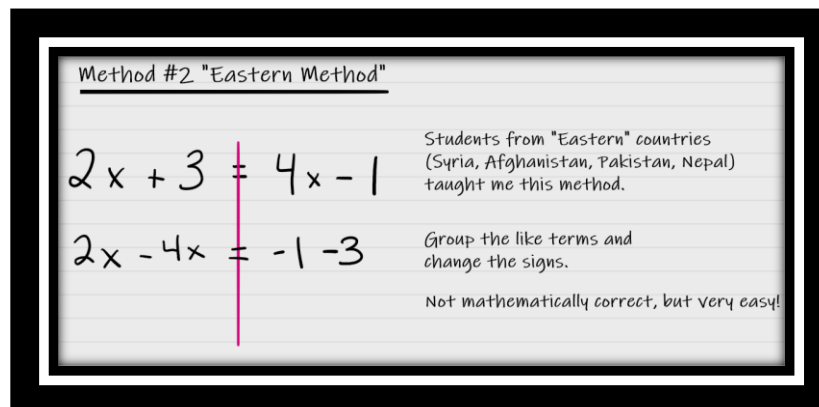 Method #2 "Eastern Method"
2x + 3 = 4x - 1
2x - 4x = -1 -3
Students from "Eastern" countries
(Syria, Afghanistan, Pakistan, Nepal)
taught me this method.
Group the like terms and
change the signs.
Not mathematically correct, but very easy!